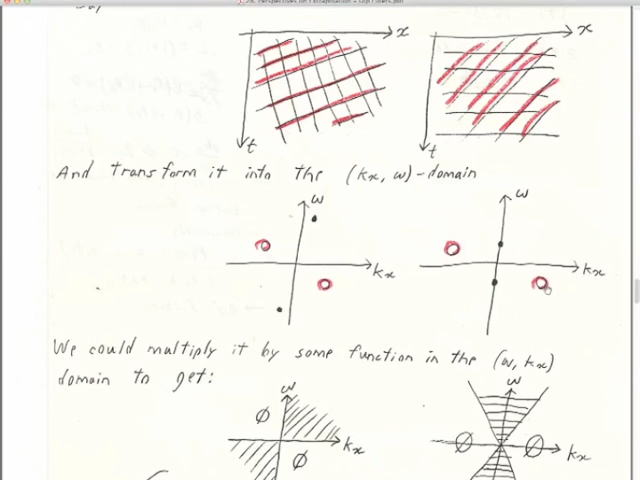 x
x
t
t
And transform it into the (kx, ω)-domain
ω
ω
kx
kx
We could multiply it by some function in the (ω, kx)
domain to get:
ω
ω
Ø
kx
Ø
Ø
Ø
kx